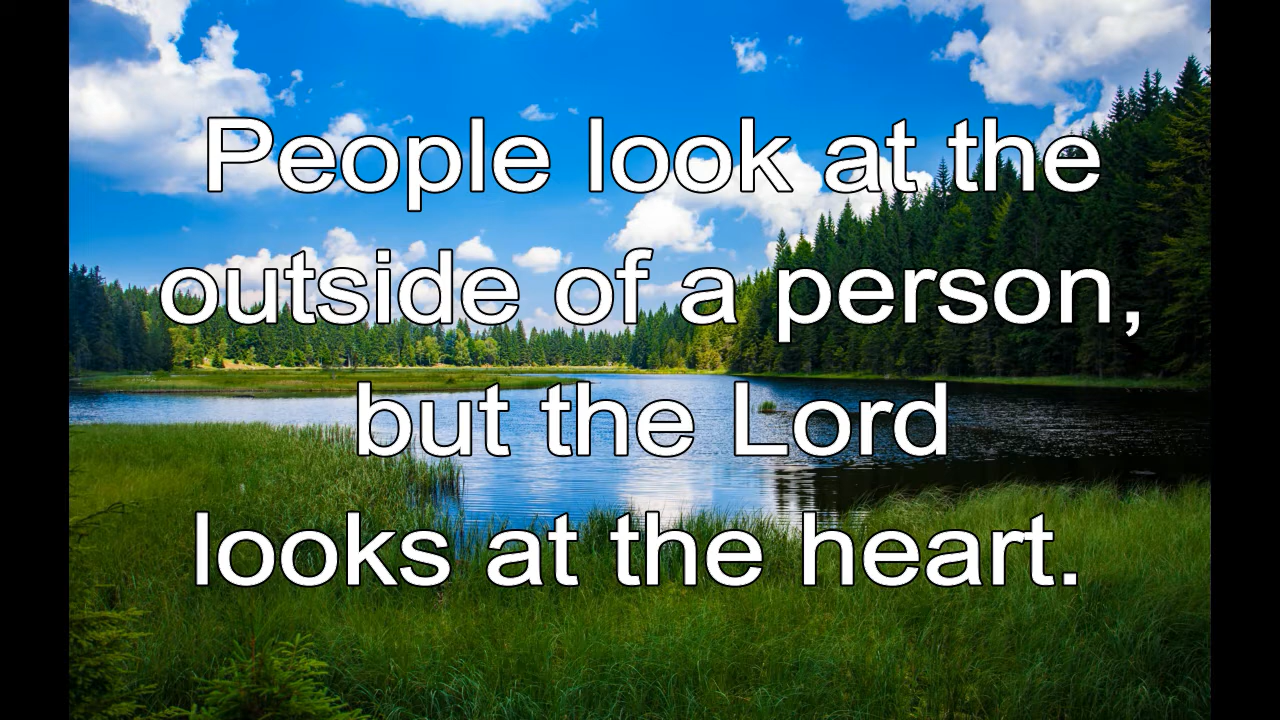 People look at the
outside of a person,
but the Lord
looks at the heart.